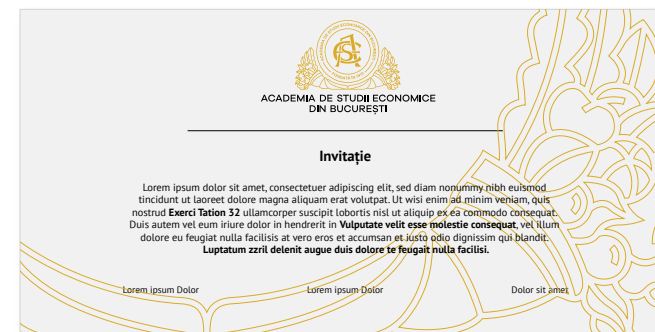 ACADEMIA DE STUDII ECONOMICE
DIN BUCUREȘTI
Invitație
Lorem ipsum dolor sit amet, consectetuer adipiscing elit, sed diam nonummy nibh euismod
tincidunt ut laoreet dolore magna aliquam erat volutpat. Ut wisi enim ad minim veniam, quis
nostrud Exerci Tation 32 ullamcorper suscipit lobortis nisl ut aliquip ex ea commodo consequat.
Duis autem vel eum iriure dolor in hendrerit in Vulputate velit esse molestie consequat, vel illum
dolore eu feugiat nulla facilisis at vero eros et accumsan et iusto odio dignissim qui blandit.
Luptatum zzril delenit augue duis dolore te feugait nulla facilisi.
Lorem ipsum Dolor
Lorem ipsum Dolor
Dolor sit amet